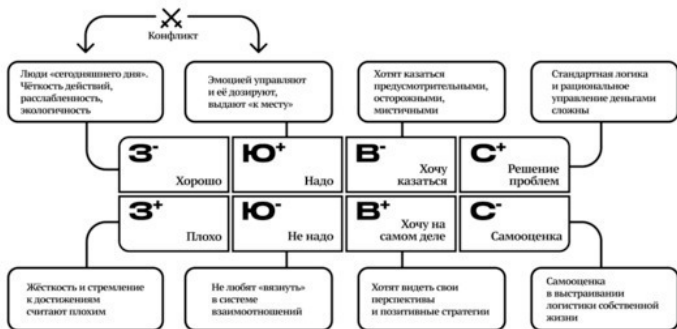 Конфликт
Люди «сегодняшнего дня».
Чёткость действий,
расслабленность,
экологичность
Эмоцией управляют
и её дозируют,
выдают «к месту»
Хотят казаться
предусмотрительными,
осторожными,
мистичными
Стандартная логика
и рациональное
управление деньгами
сложны
З-
Хорошо
Ю+
Надо
В-
Хочу
казаться
С+
Решение
проблем
З+
Плохо
Ю-
Не надо
В+
Хочу на
самом деле
С-
Самооценка
Жёсткость и стремление
к достижениям
считают плохим
Не любят «вязнуть»
в системе
взаимоотношений
Хотят видеть свои
перспективы
и позитивные стратегии
Самооценка
в выстраивании
логистики собственной
жизни